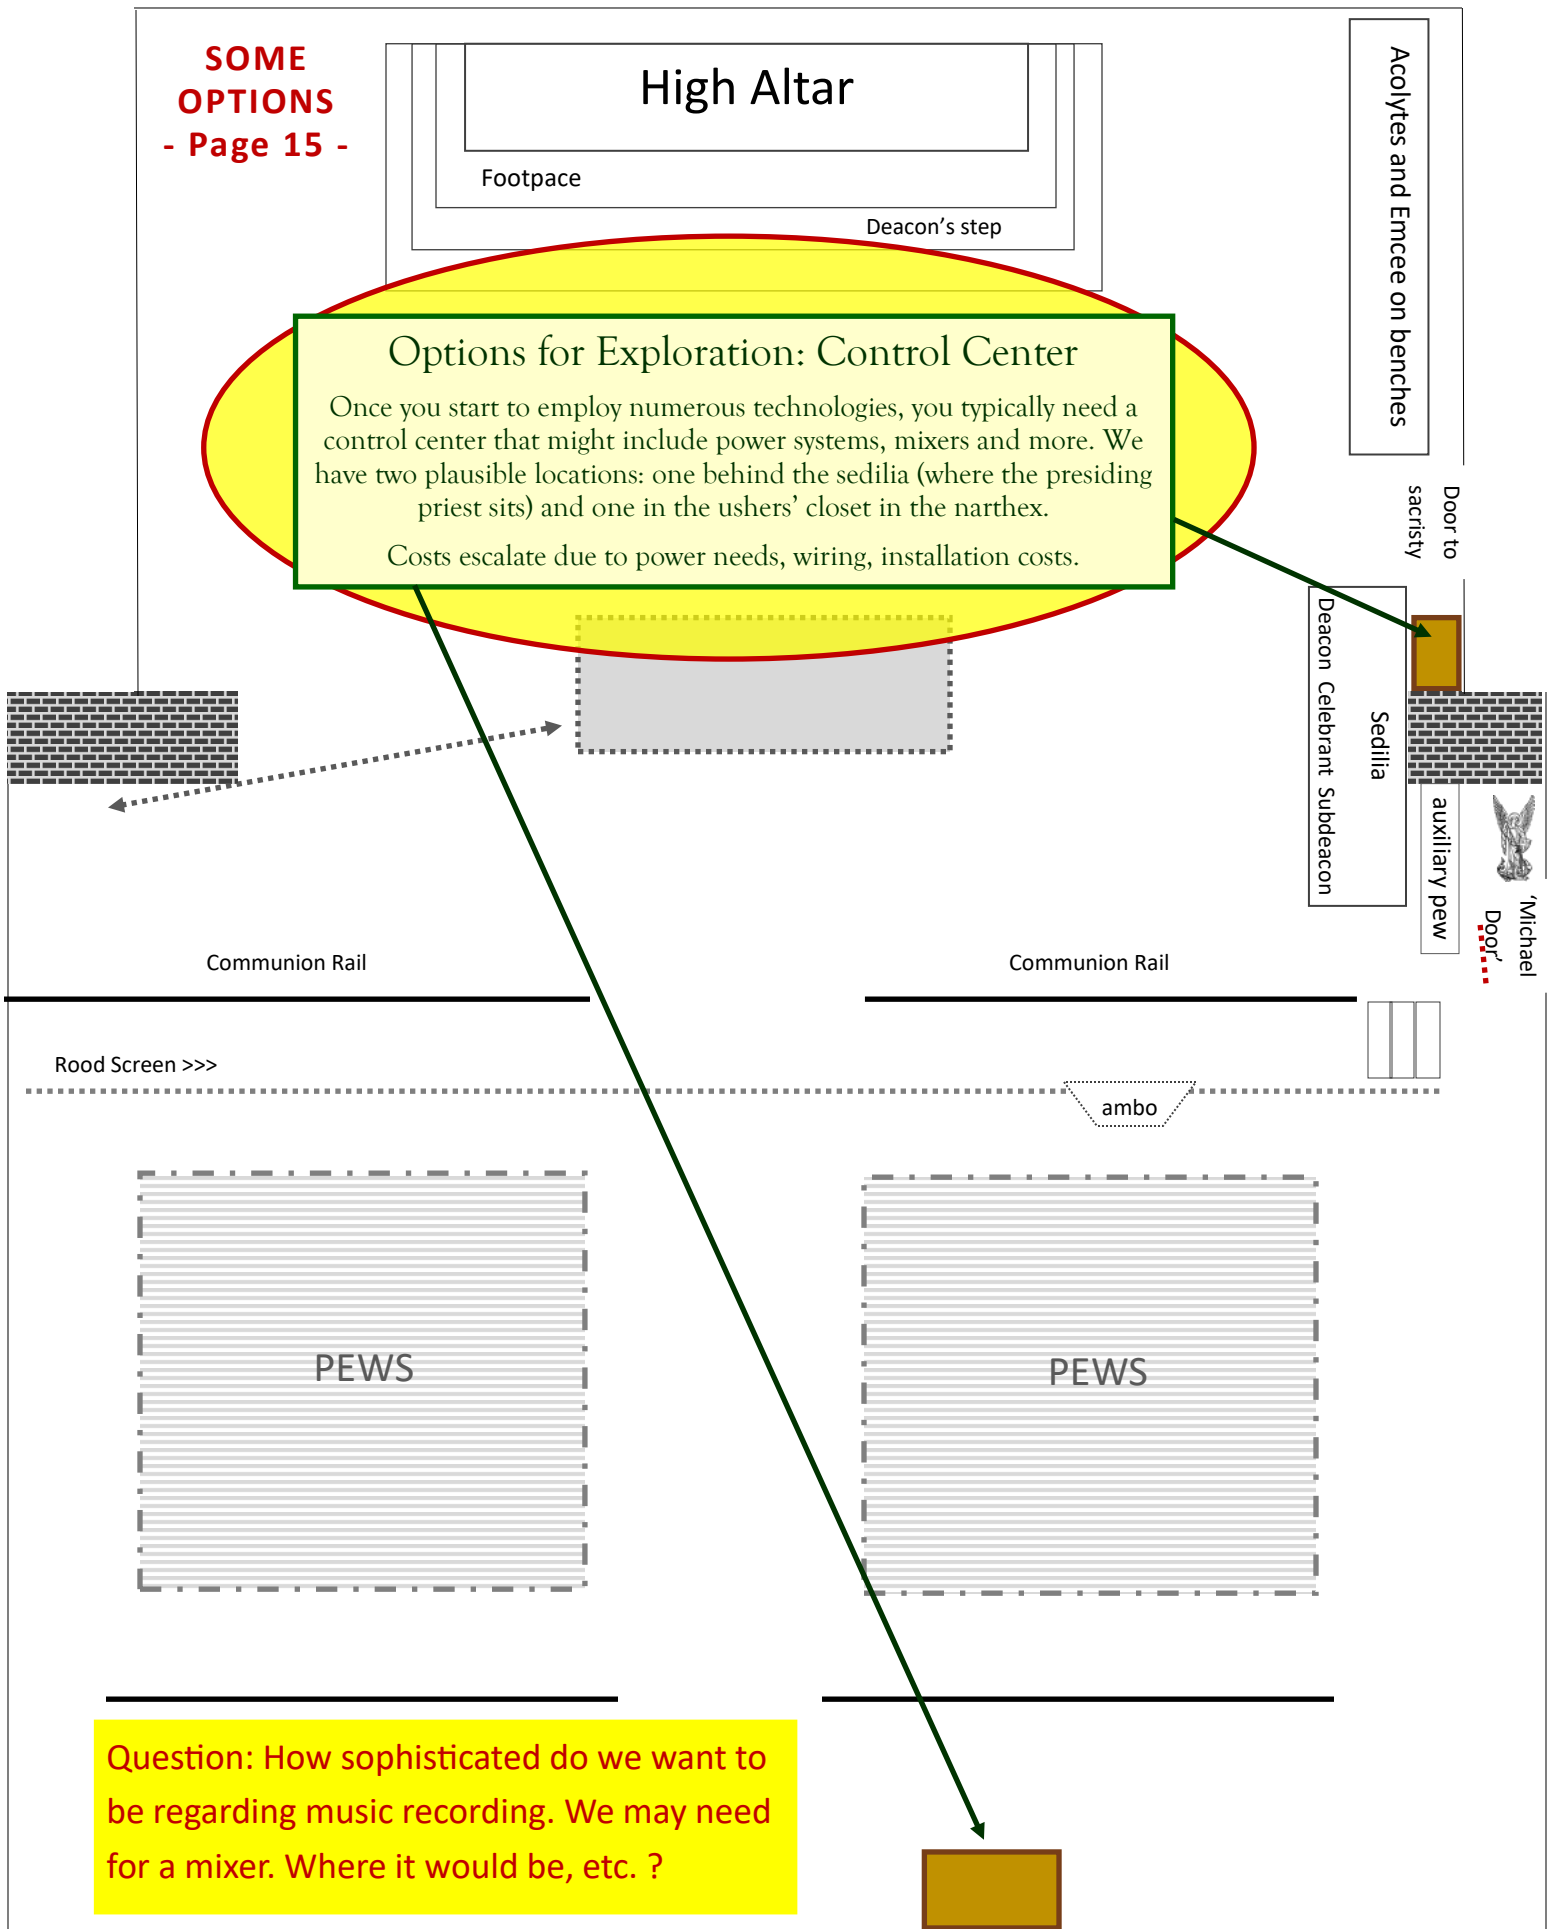 SOME
OPTIONS
- Page 15 -
High Altar
Footpace
Deacon’s step
Acolytes and Emcee on benches
Options for Exploration: Control Center
Once you start to employ numerous technologies, you typically need a
control center that might include power systems, mixers and more. We
have two plausible locations: one behind the sedilia (where the presiding
priest sits) and one in the ushers’ closet in the narthex.
Costs escalate due to power needs, wiring, installation costs.
Door to
sacristy
Sedilia
Deacon Celebrant Subdeacon
auxiliary pew
‘Michael
Door’
Communion Rail
Communion Rail
Rood Screen >>>
ambo
PEWS
PEWS
Question: How sophisticated do we want to
be regarding music recording. We may need
for a mixer. Where it would be, etc. ?